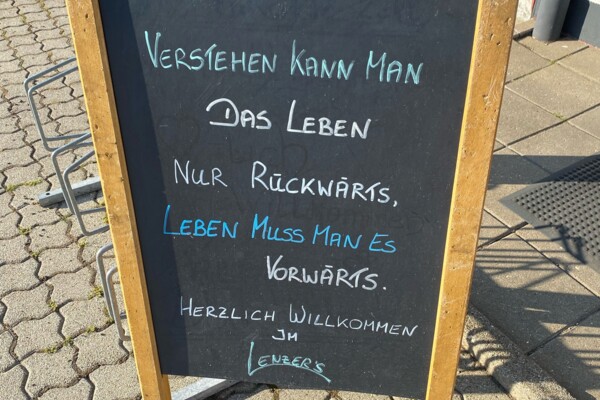 VERSTEHEN KANN MAN
DAS LEBEN
NUR RÜCKWÄRTS,
LEBEN MUSS MAN ES
VORWÄRTS.
HERZLICH WILLKOMMEN
IM
LENZER'S